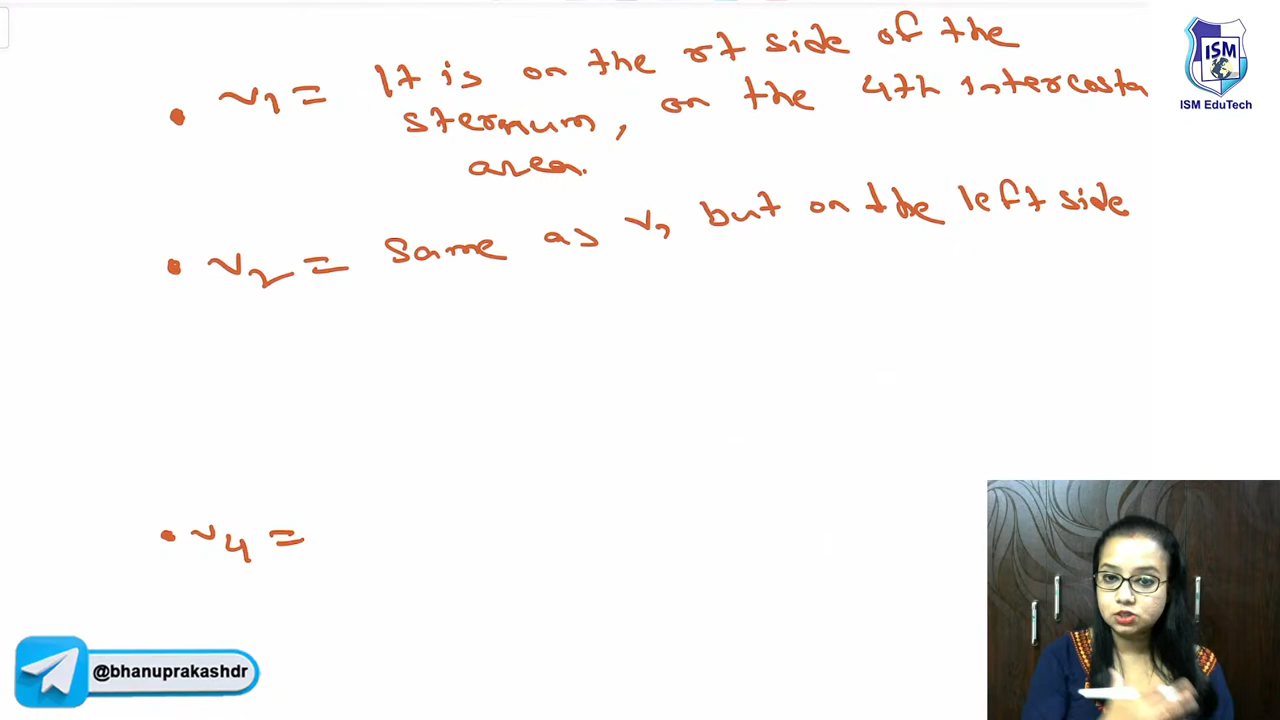 • V1 = It is on the rt side of the
sternum, on the 4th intercosta
area.
• V2 = Same as V, but on the left side
• V4 =
ISM
ISM EduTech
@bhanuprakashdr